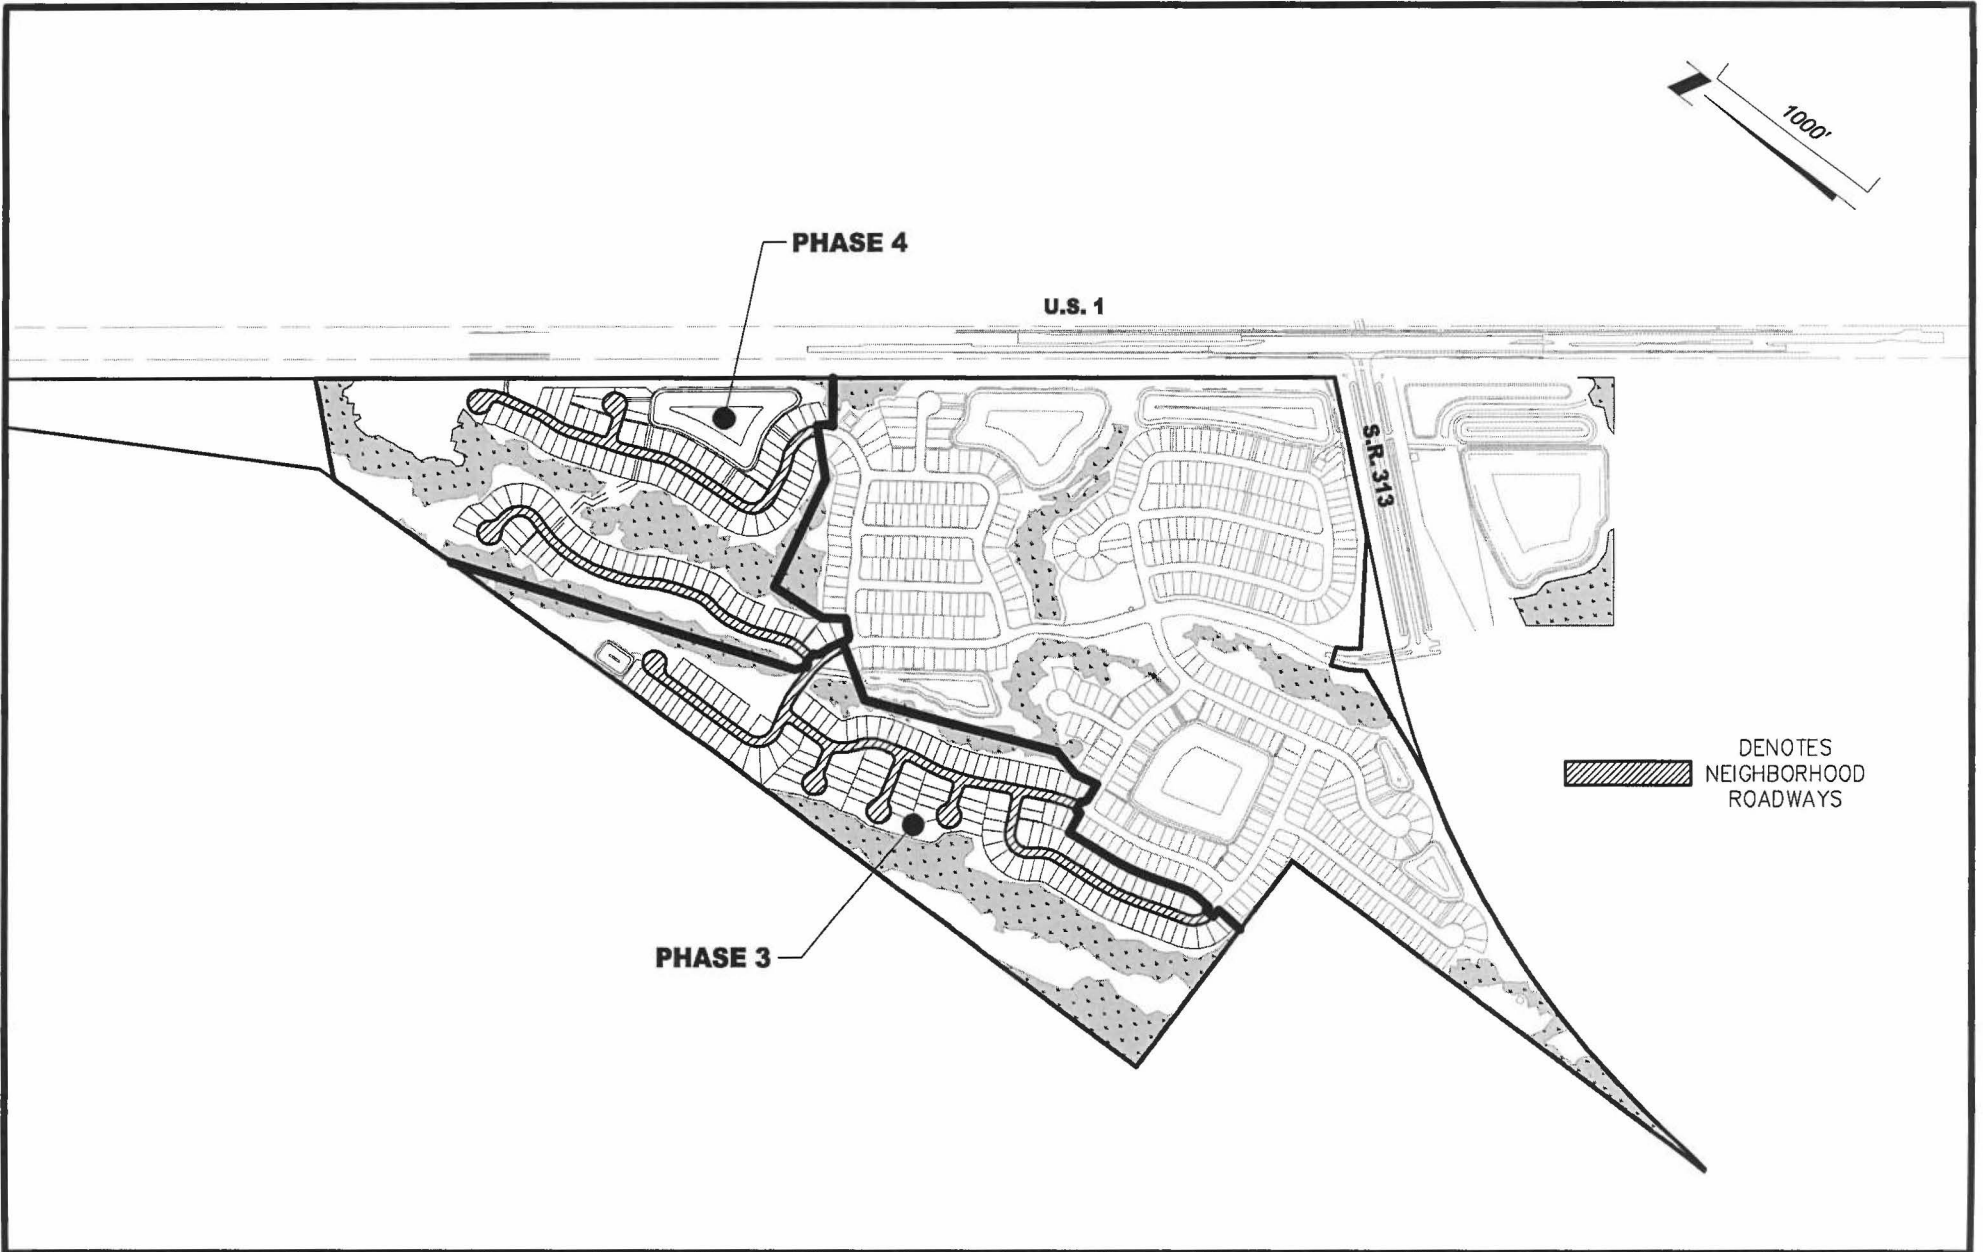 1000'
PHASE 4
U.S. 1
S.R. 313
DENOTES
NEIGHBORHOOD
ROADWAYS
PHASE 3